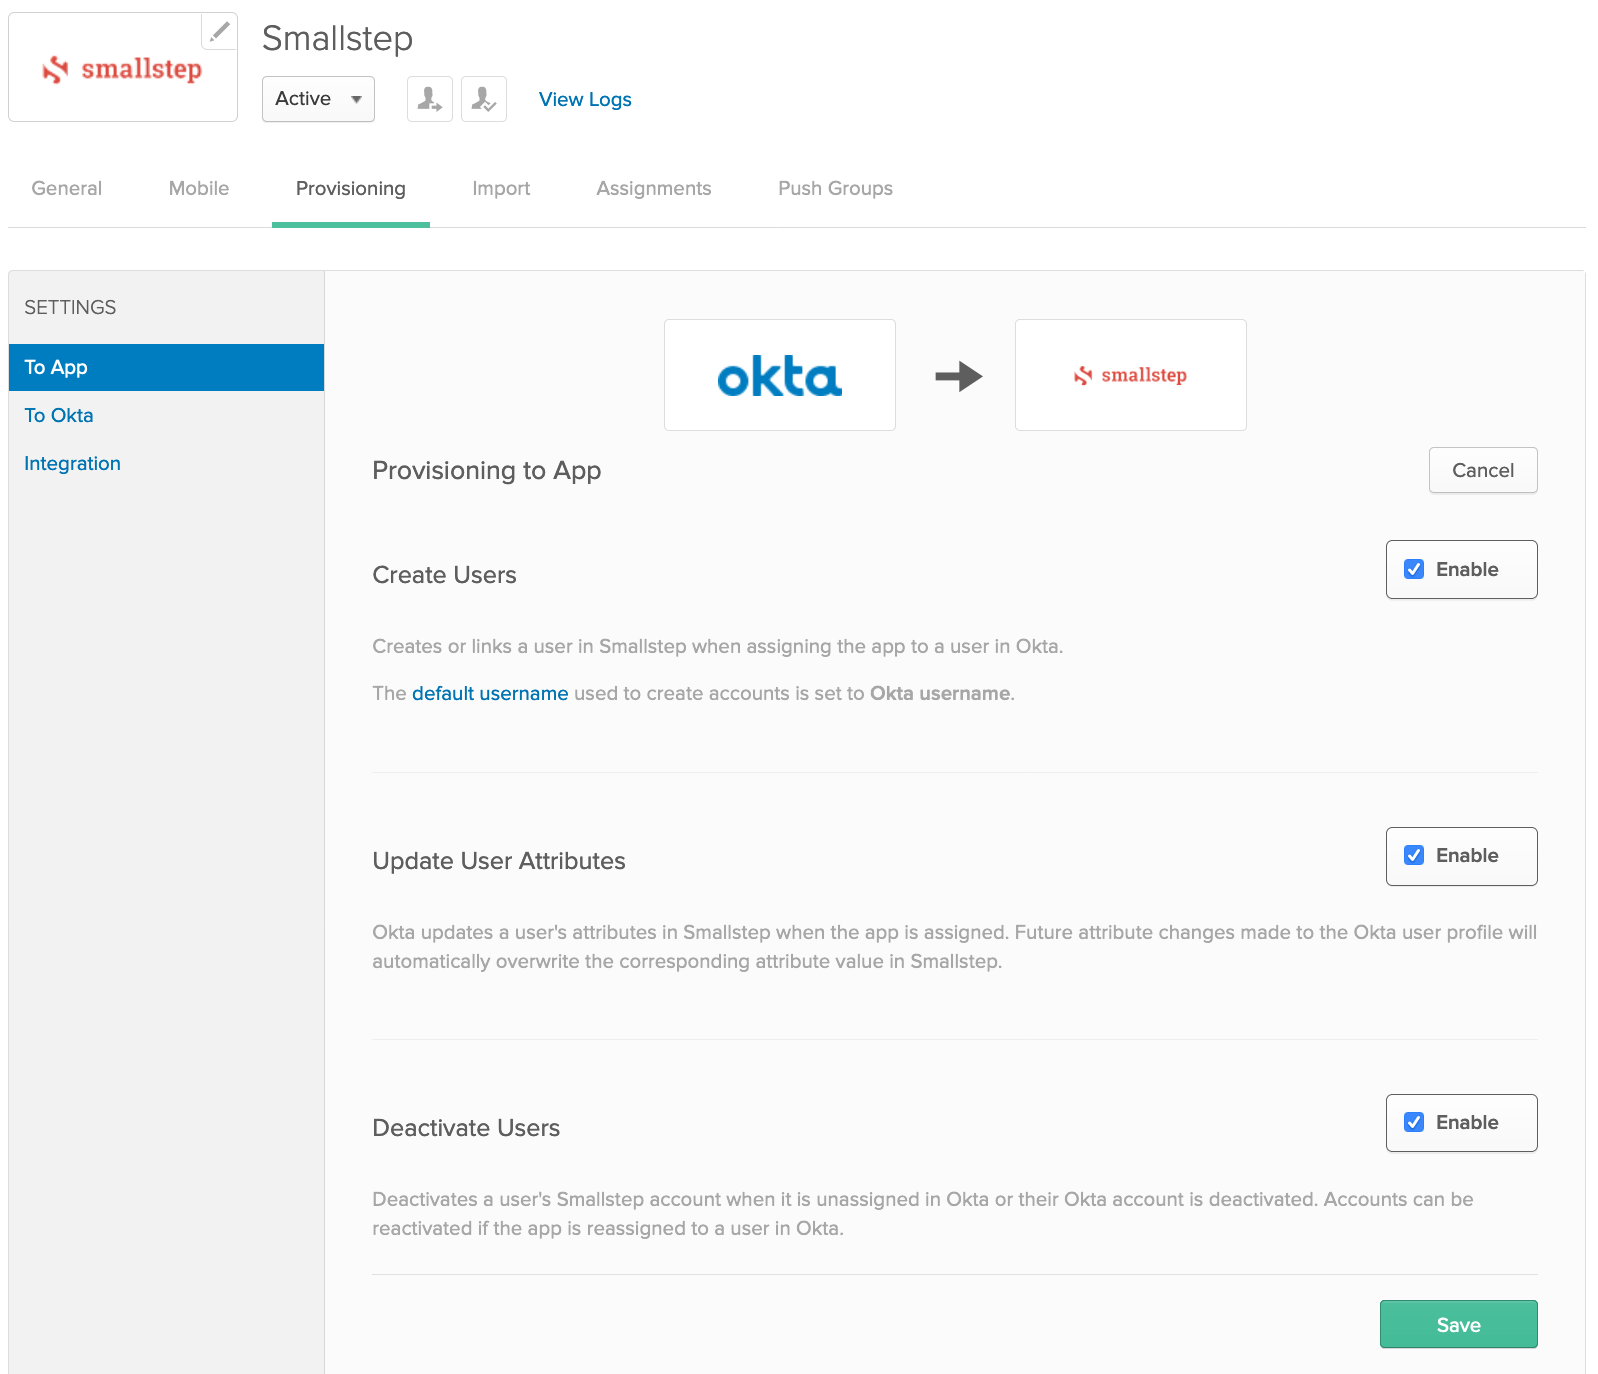 smallstep
Smallstep
Active
View Logs
General
Mobile
Provisioning
Import
Assignments
Push Groups
SETTINGS
To App
To Okta
Integration
okta
smallstep
Provisioning to App
Cancel
Create Users
Enable
Creates or links a user in Smallstep when assigning the app to a user in Okta.
The default username used to create accounts is set to Okta username.
Update User Attributes
Enable
Okta updates a user's attributes in Smallstep when the app is assigned. Future attribute changes made to the Okta user profile will
automatically overwrite the corresponding attribute value in Smallstep.
Deactivate Users
Enable
Deactivates a user's Smallstep account when it is unassigned in Okta or their Okta account is deactivated. Accounts can be
reactivated if the app is reassigned to a user in Okta.
Save